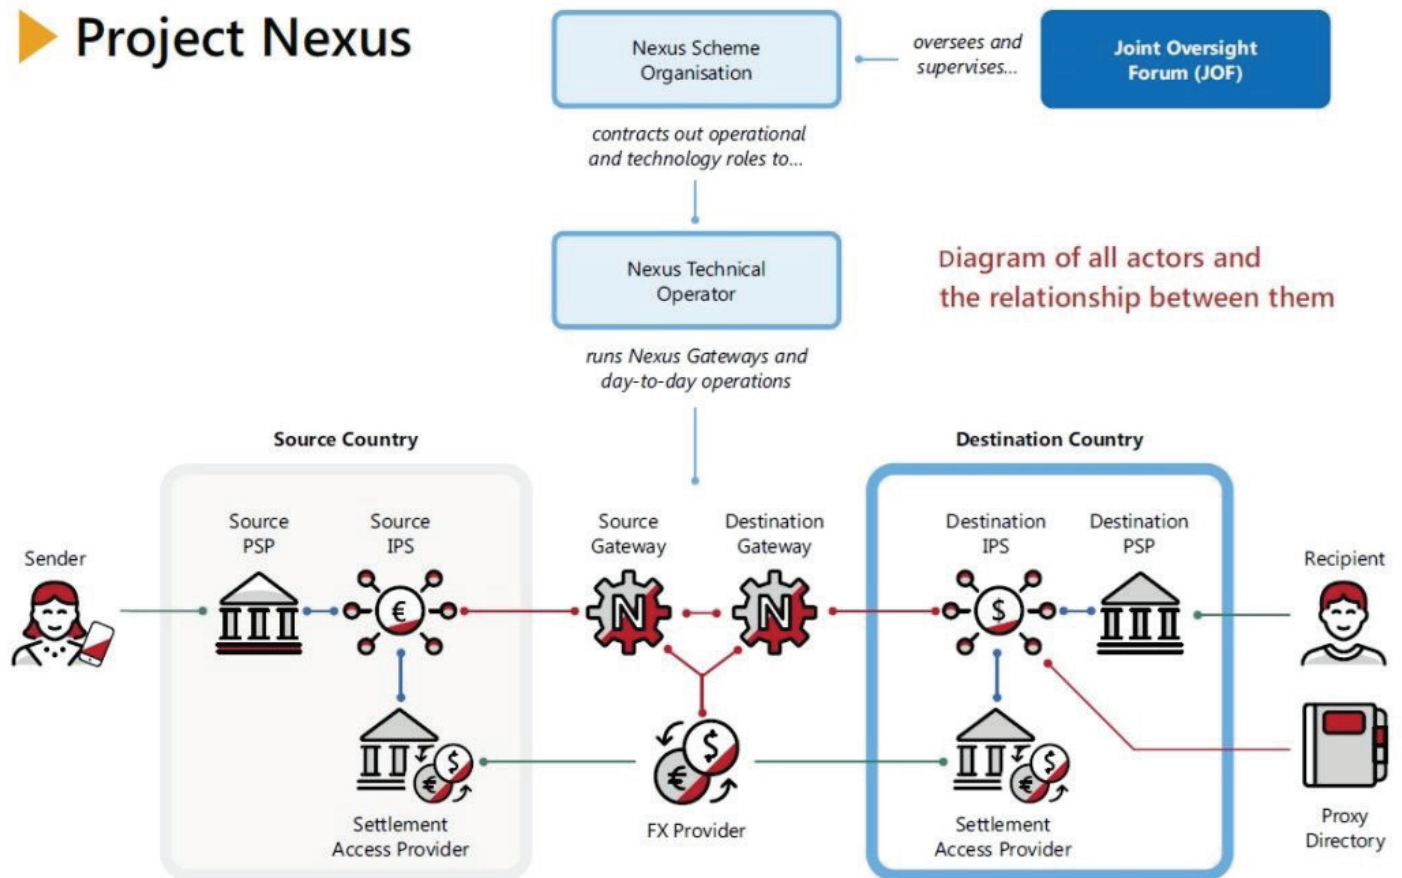 Project Nexus
Nexus Scheme
Organisation
oversees and
supervises...
Joint Oversight
Forum (JOF)
contracts out operational
and technology roles to...
Nexus Technical
Operator
Diagram of all actors and
the relationship between them
runs Nexus Gateways and
day-to-day operations
Source Country
Destination Country
Sender
Source
PSP
Source
IPS
Source
Gateway
Destination
Gateway
Destination
IPS
Destination
PSP
Recipient
€
N
N
$
Settlement
Access Provider
€
$
FX Provider
€
$
Settlement
Access Provider
€
$
Proxy
Directory